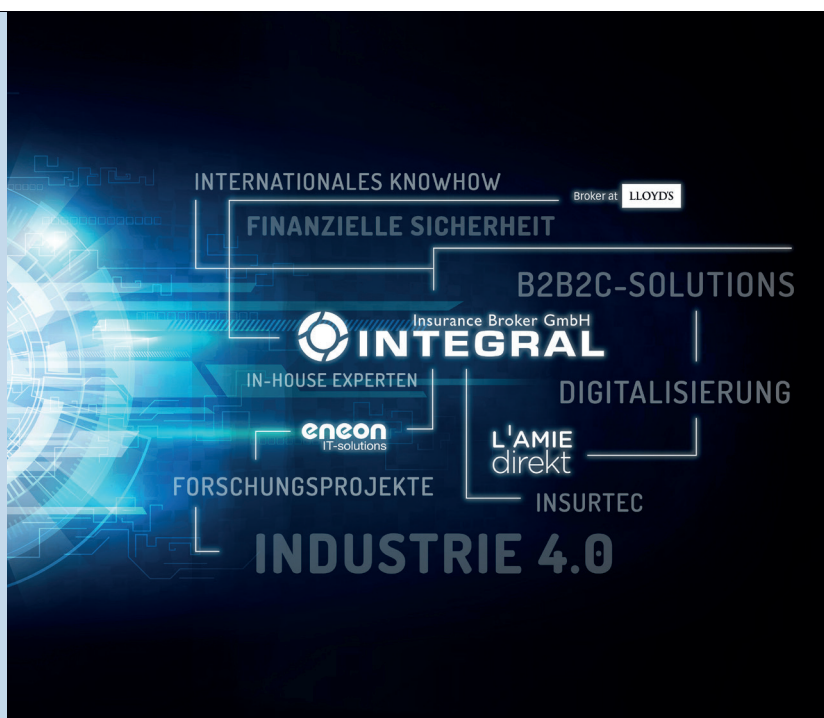 INTERNATIONALES KNOWHOW
Broker at LLOYD'S
FINANZIELLE SICHERHEIT
B2B2C-SOLUTIONS
Insurance Broker GmbH
INTEGRAL
IN-HOUSE EXPERTEN
DIGITALISIERUNG
eneon
IT-solutions
L'AMIE
direkt
FORSCHUNGSPROJEKTE
INSURTEC
INDUSTRIE 4.0